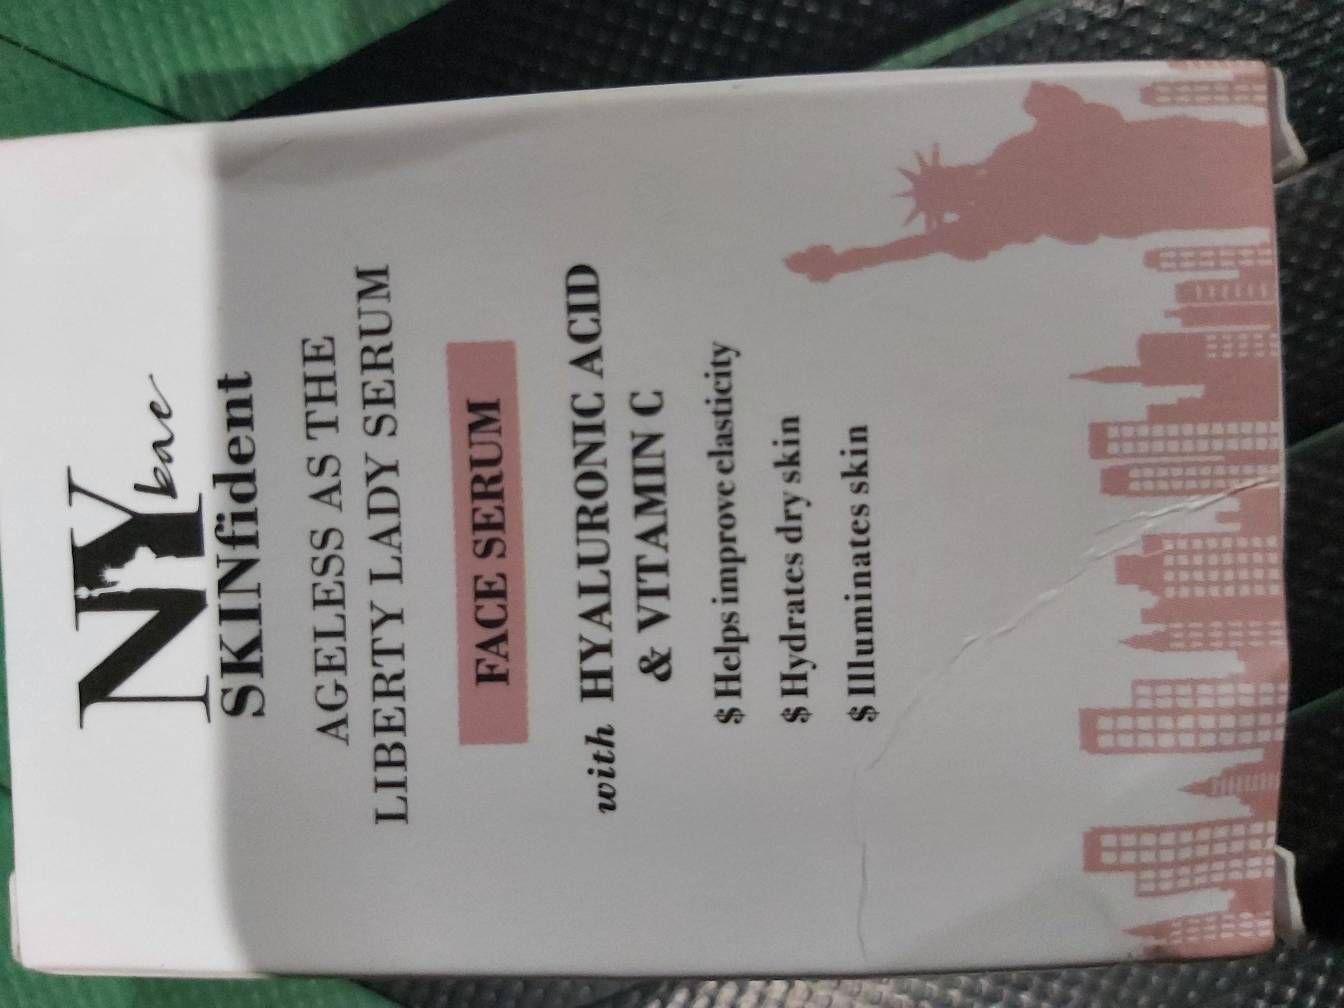 NY bae
SKINfident
AGELESS AS THE
LIBERTY LADY SERUM
FACE SERUM
with HYALURONIC ACID
& VITAMIN C
$ Helps improve elasticity
$ Hydrates dry skin
$ Illuminates skin